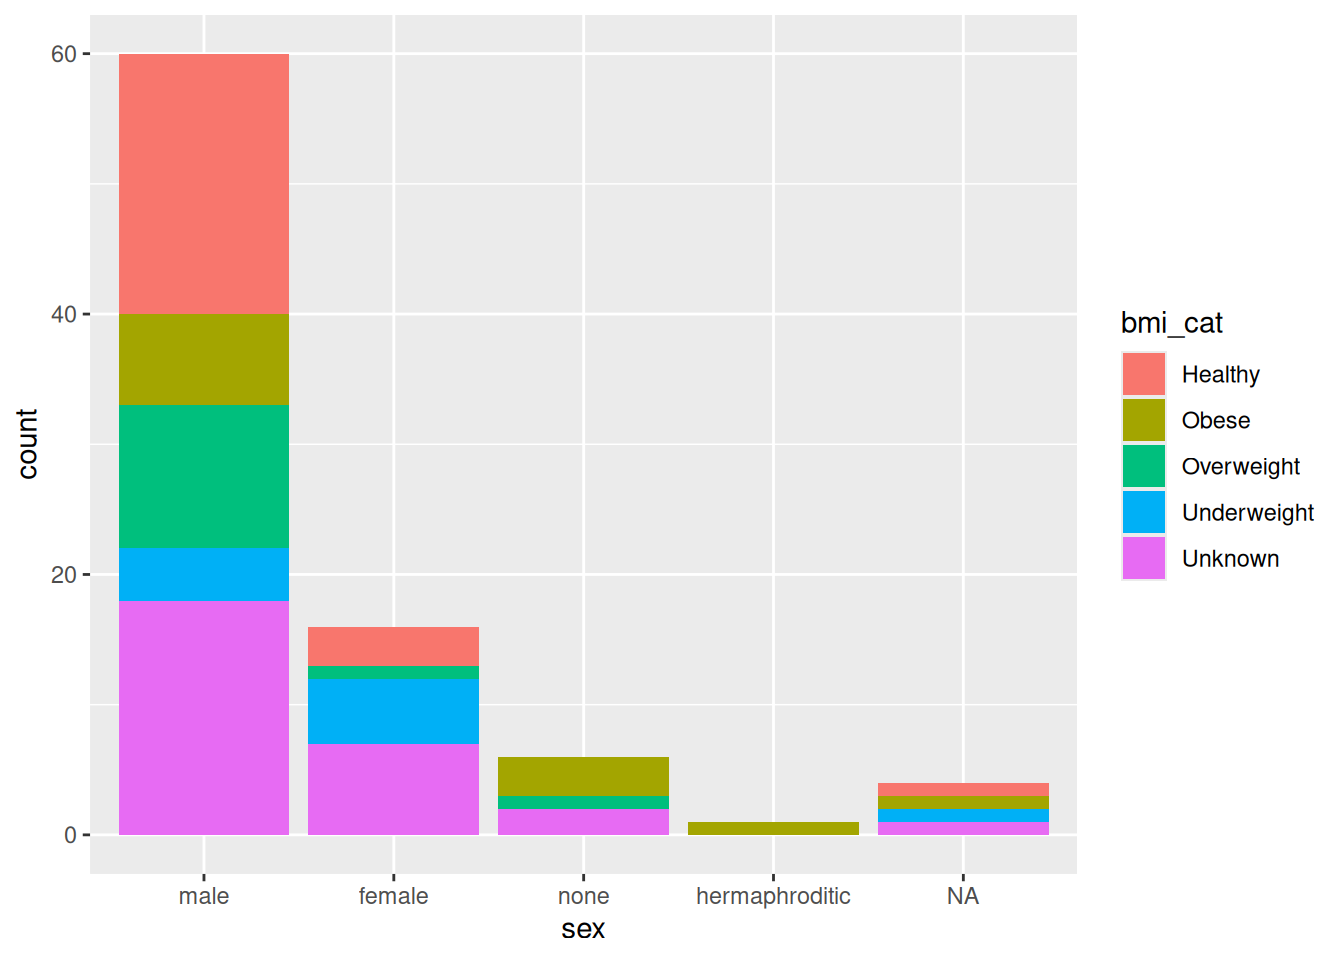 60
40
20
0
count
male female none hermaphroditic NA
sex
bmi_cat
Healthy
Obese
Overweight
Underweight
Unknown